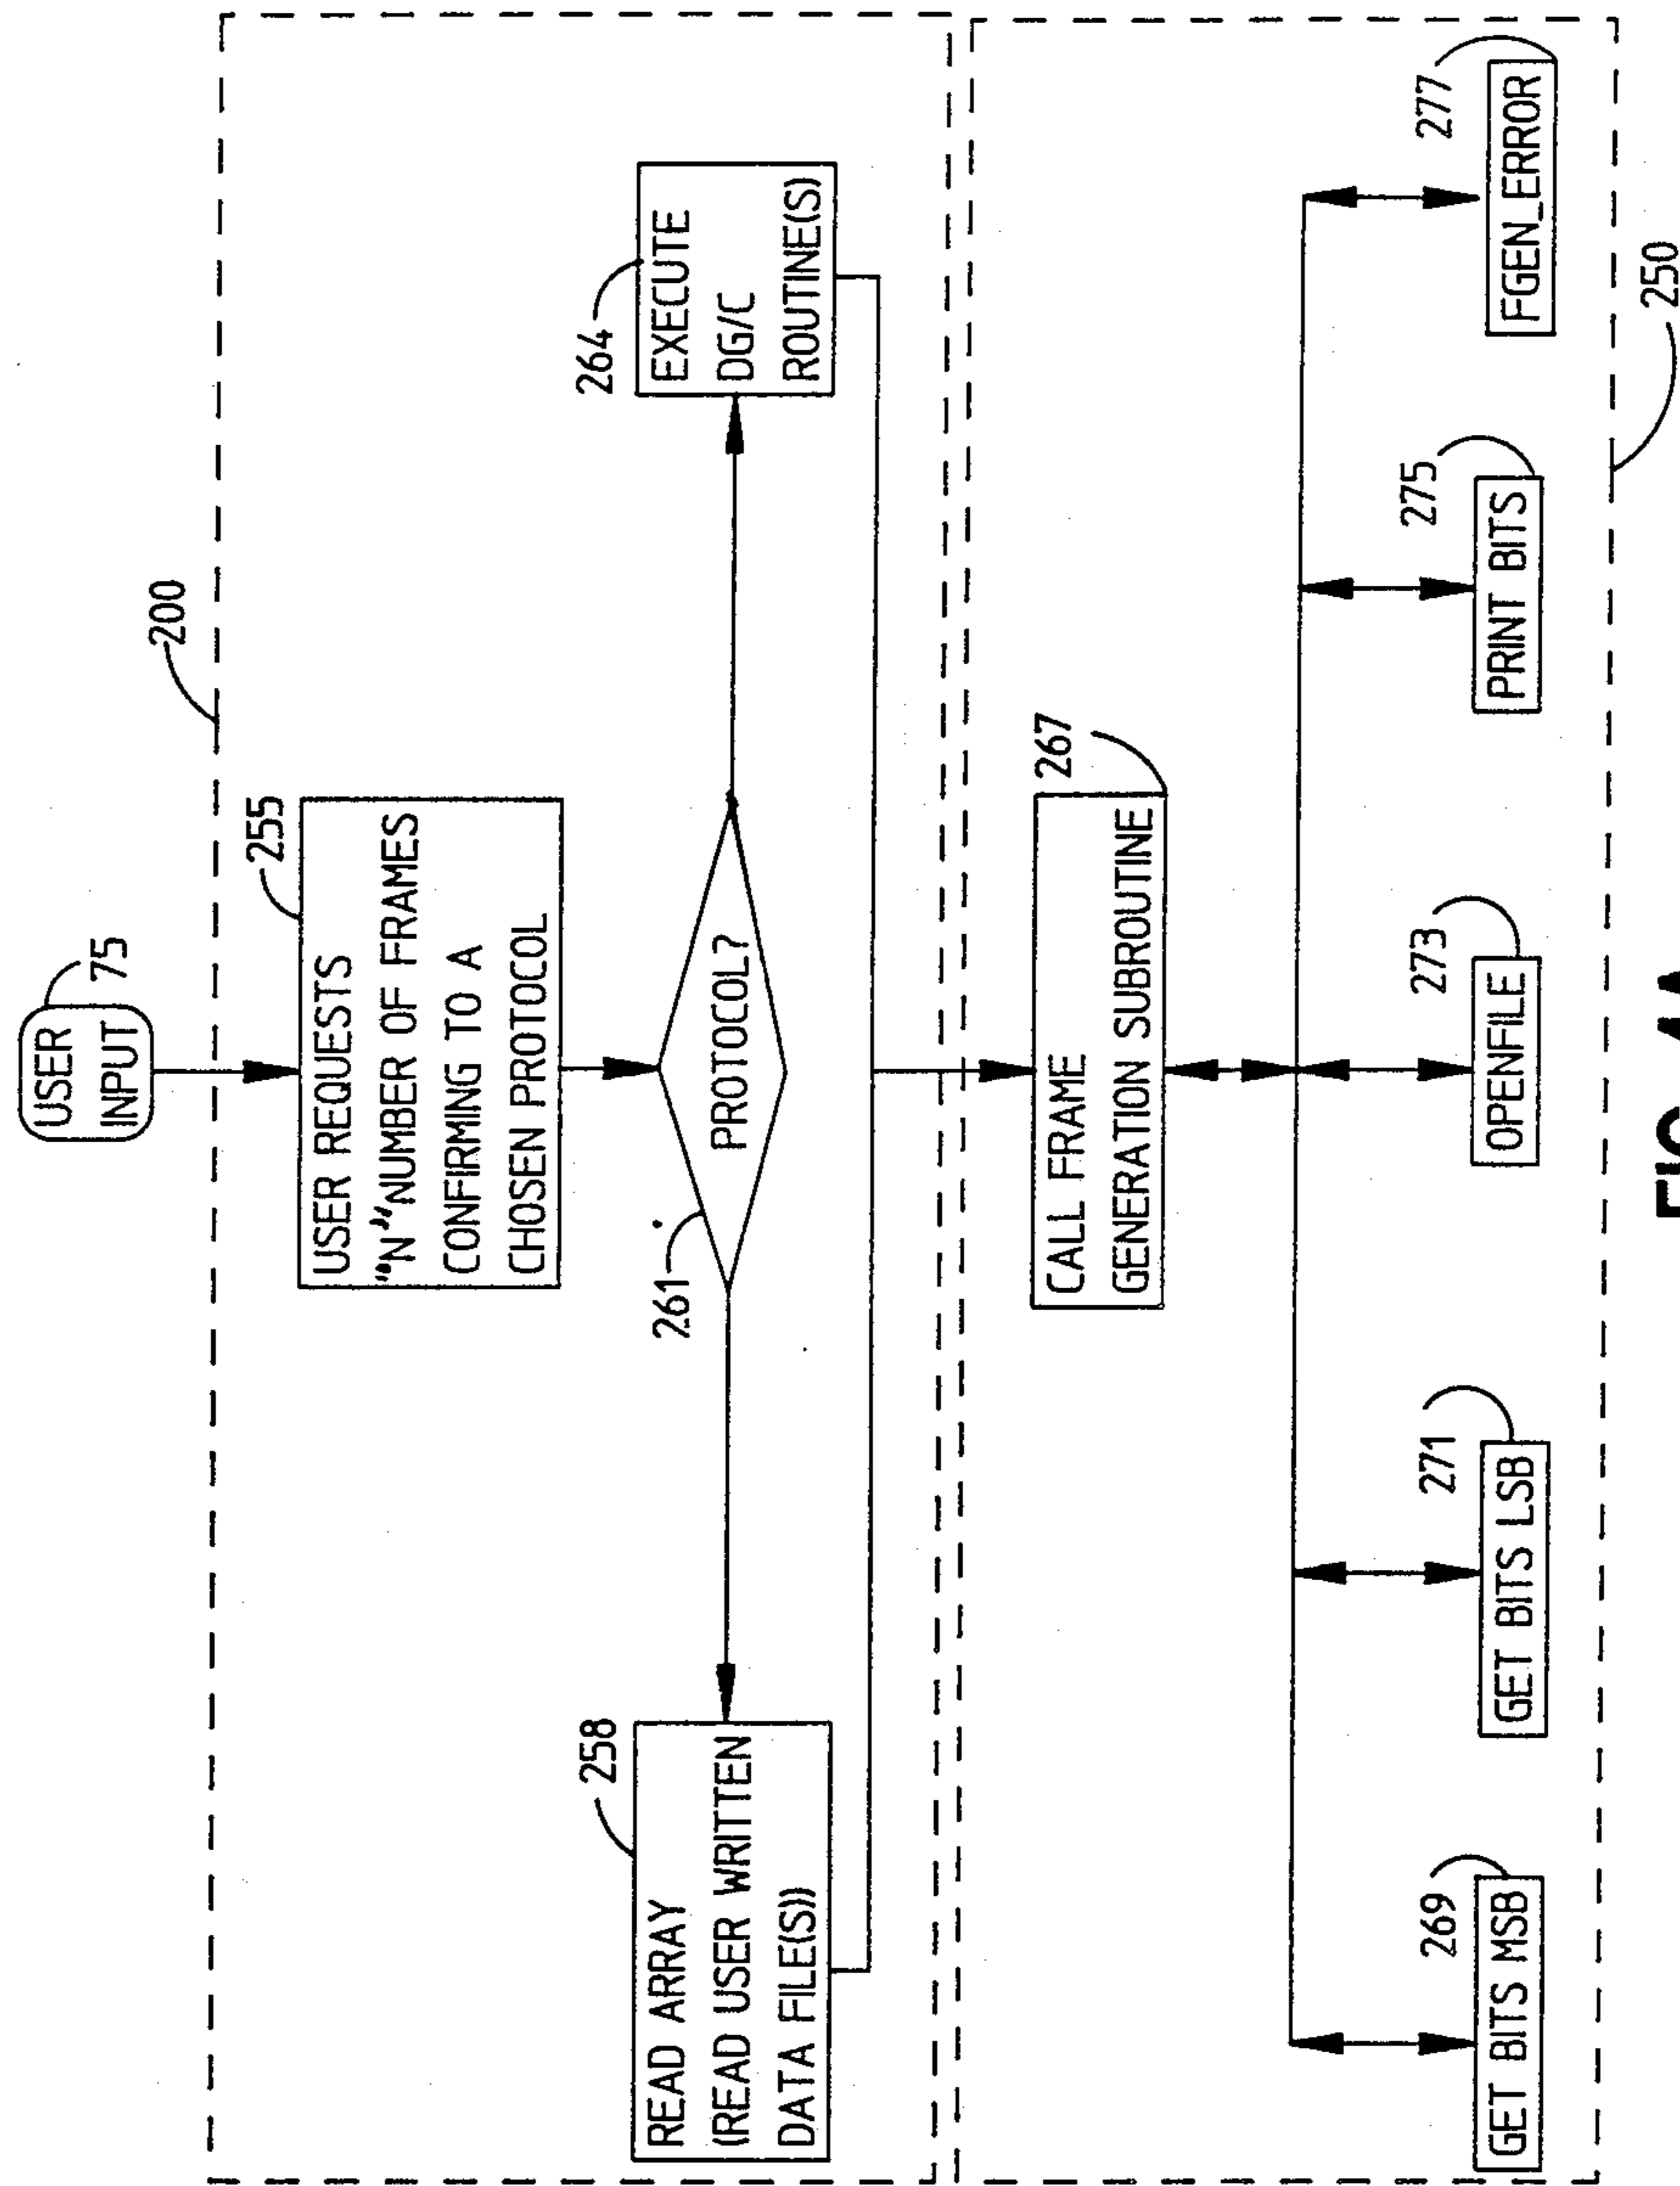 USER
INPUT
75
200
255
USER REQUESTS
"N" NUMBER OF FRAMES
CONFIRMING TO A
CHOSEN PROTOCOL
261
PROTOCOL?
258
READ ARRAY
(READ USER WRITTEN
DATA FILE(S))
264
EXECUTE
DG/C
ROUTINE(S)
267
CALL FRAME
GENERATION SUBROUTINE
269
GET BITS MSB
271
GET BITS LSB
273
OPENFILE
275
PRINT BITS
277
FGEN_ERROR
250